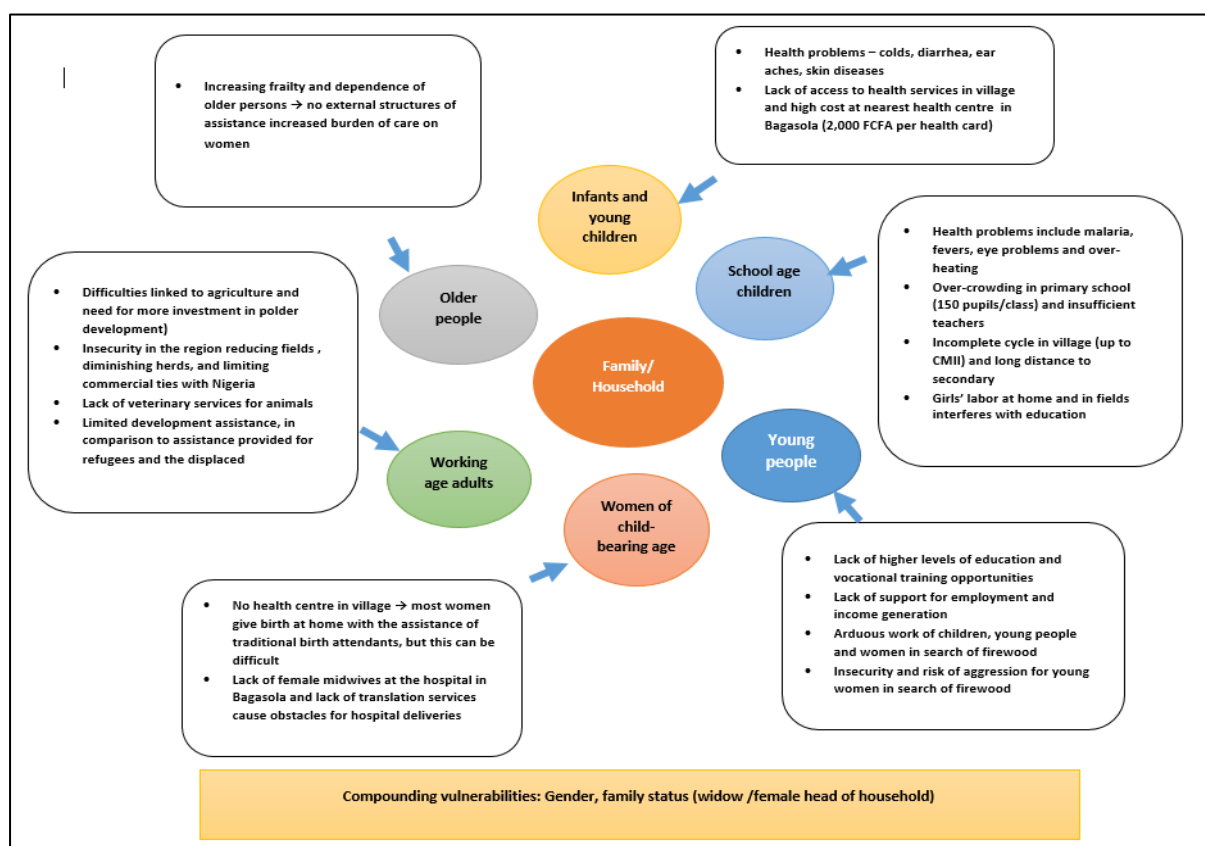 • Increasing frailty and dependence of
older persons → no external structures of
assistance increased burden of care on
women
• Health problems – colds, diarrhea, ear
aches, skin diseases
• Lack of access to health services in village
and high cost at nearest health centre in
Bagasola (2,000 FCFA per health card)
Infants and
young
children
• Health problems include malaria,
fevers, eye problems and over-
heating
• Over-crowding in primary school
(150 pupils/class) and insufficient
teachers
• Incomplete cycle in village (up to
CMII) and long distance to
secondary
• Girls’ labor at home and in fields
interferes with education
School age
children
Older
people
• Difficulties linked to agriculture and
need for more investment in polder
development)
• Insecurity in the region reducing fields ,
diminishing herds, and limiting
commercial ties with Nigeria
• Lack of veterinary services for animals
• Limited development assistance, in
comparison to assistance provided for
refugees and the displaced
Family/
Household
Young
people
Working
age adults
Women of
child-
bearing age
• Lack of higher levels of education and
vocational training opportunities
• Lack of support for employment and
income generation
• Arduous work of children, young people
and women in search of firewood
• Insecurity and risk of aggression for young
women in search of firewood
• No health centre in village → most women
give birth at home with the assistance of
traditional birth attendants, but this can be
difficult
• Lack of female midwives at the hospital in
Bagasola and lack of translation services
cause obstacles for hospital deliveries
Compounding vulnerabilities: Gender, family status (widow /female head of household)